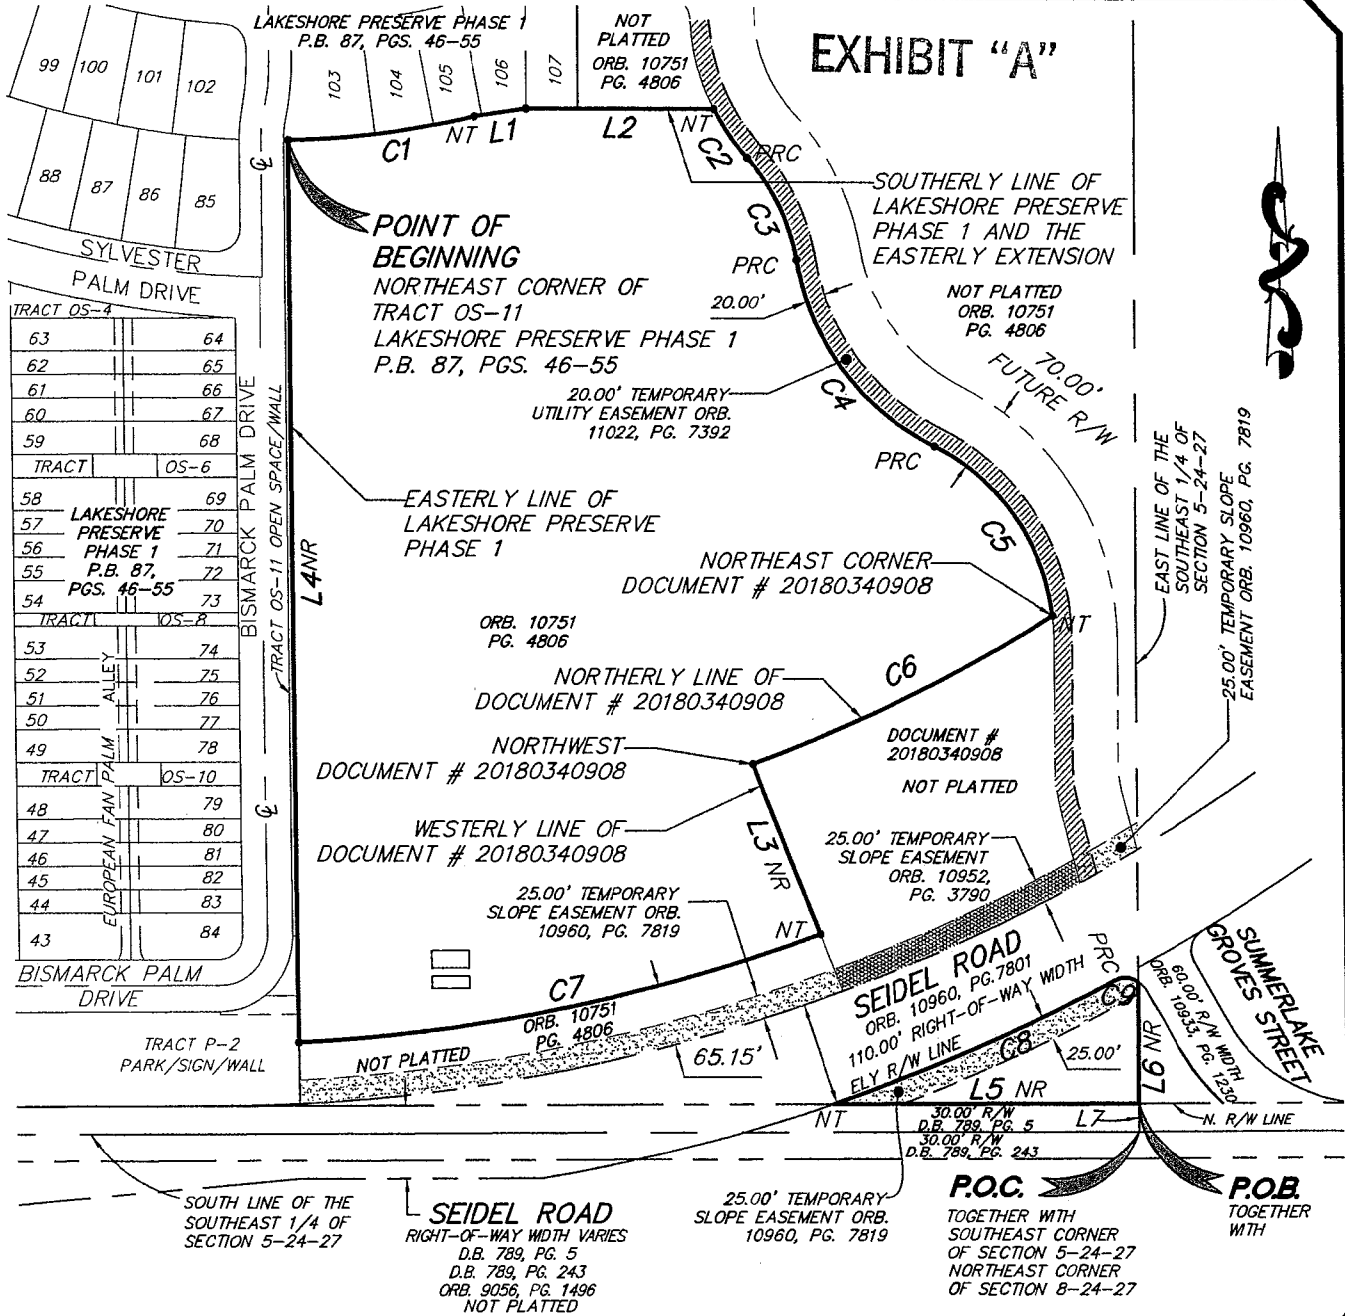 LAKESHORE PRESERVE PHASE 1
P.B. 87, PGS. 46-55
NOT
PLATTED
ORB. 10751
PG. 4806
EXHIBIT "A"
99
100
101
102
103
104
105
106
107
88
87
86
85
C1
NT
L1
L2
NT
C2
PRC
C3
PRC
C4
PRC
C5
NT
C6
℄
SYLVESTER
PALM DRIVE
POINT OF
BEGINNING
NORTHEAST CORNER OF
TRACT OS-11
LAKESHORE PRESERVE PHASE 1
P.B. 87, PGS. 46-55
SOUTHERLY LINE OF
LAKESHORE PRESERVE
PHASE 1 AND THE
EASTERLY EXTENSION
NOT PLATTED
ORB. 10751
PG. 4806
20.00'
20.00' TEMPORARY
UTILITY EASEMENT ORB.
11022, PG. 7392
70.00'
FUTURE R/W
EAST LINE OF THE
SOUTHEAST 1/4 OF
SECTION 5-24-27
25.00' TEMPORARY SLOPE
EASEMENT ORB. 10960, PG. 7819
TRACT OS-4
63
64
62
65
61
66
60
67
59
68
TRACT
OS-6
58
69
57
70
56
71
55
72
54
73
LAKESHORE
PRESERVE
PHASE 1
P.B. 87,
PGS. 46-55
TRACT
OS-8
53
74
52
75
51
76
50
77
49
78
TRACT
OS-10
48
79
47
80
46
81
45
82
44
83
43
84
EUROPEAN FAN PALM ALLEY
BISMARCK PALM DRIVE
TRACT OS-11 OPEN SPACE/WALL
℄
L4 NR
EASTERLY LINE OF
LAKESHORE PRESERVE
PHASE 1
NORTHEAST CORNER
DOCUMENT # 20180340908
ORB. 10751
PG. 4806
NORTHERLY LINE OF
DOCUMENT # 20180340908
NORTHWEST
DOCUMENT # 20180340908
DOCUMENT #
20180340908
NOT PLATTED
WESTERLY LINE OF
DOCUMENT # 20180340908
L3 NR
25.00' TEMPORARY
SLOPE EASEMENT
ORB. 10952,
PG. 3790
25.00' TEMPORARY
SLOPE EASEMENT ORB.
10960, PG. 7819
NT
BISMARCK PALM
DRIVE
C7
ORB. 10751
PG. 4806
NOT PLATTED
65.15'
TRACT P-2
PARK/SIGN/WALL
SEIDEL ROAD
ORB. 10960, PG.7801
110.00' RIGHT-OF-WAY WIDTH
ELY R/W LINE
PRC
C9
C8
25.00'
L5 NR
L6 NR
60.00' R/W WIDTH
ORB. 10933, PG. 1230
SUMMERLAKE
GROVES STREET
NT
30.00' R/W
D.B. 789, PG. 5
30.00' R/W
D.B. 789, PG. 243
L7
N. R/W LINE
SOUTH LINE OF THE
SOUTHEAST 1/4 OF
SECTION 5-24-27
SEIDEL ROAD
RIGHT-OF-WAY WIDTH VARIES
D.B. 789, PG. 5
D.B. 789, PG. 243
ORB. 9056, PG. 1496
NOT PLATTED
25.00' TEMPORARY
SLOPE EASEMENT ORB.
10960, PG. 7819
P.O.C.
TOGETHER WITH
SOUTHEAST CORNER
OF SECTION 5-24-27
NORTHEAST CORNER
OF SECTION 8-24-27
P.O.B.
TOGETHER
WITH